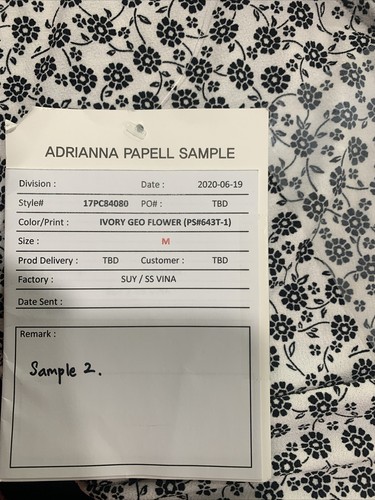 ADRIANNA PAPELL SAMPLE
Division : Date : 2020-06-19
Style# 17PC84080 PO# : TBD
Color/Print : IVORY GEO FLOWER (PS#643T-1)
Size : M
Prod Delivery : TBD Customer : TBD
Factory : SUY / SS VINA
Date Sent :
Remark :
Sample 2.